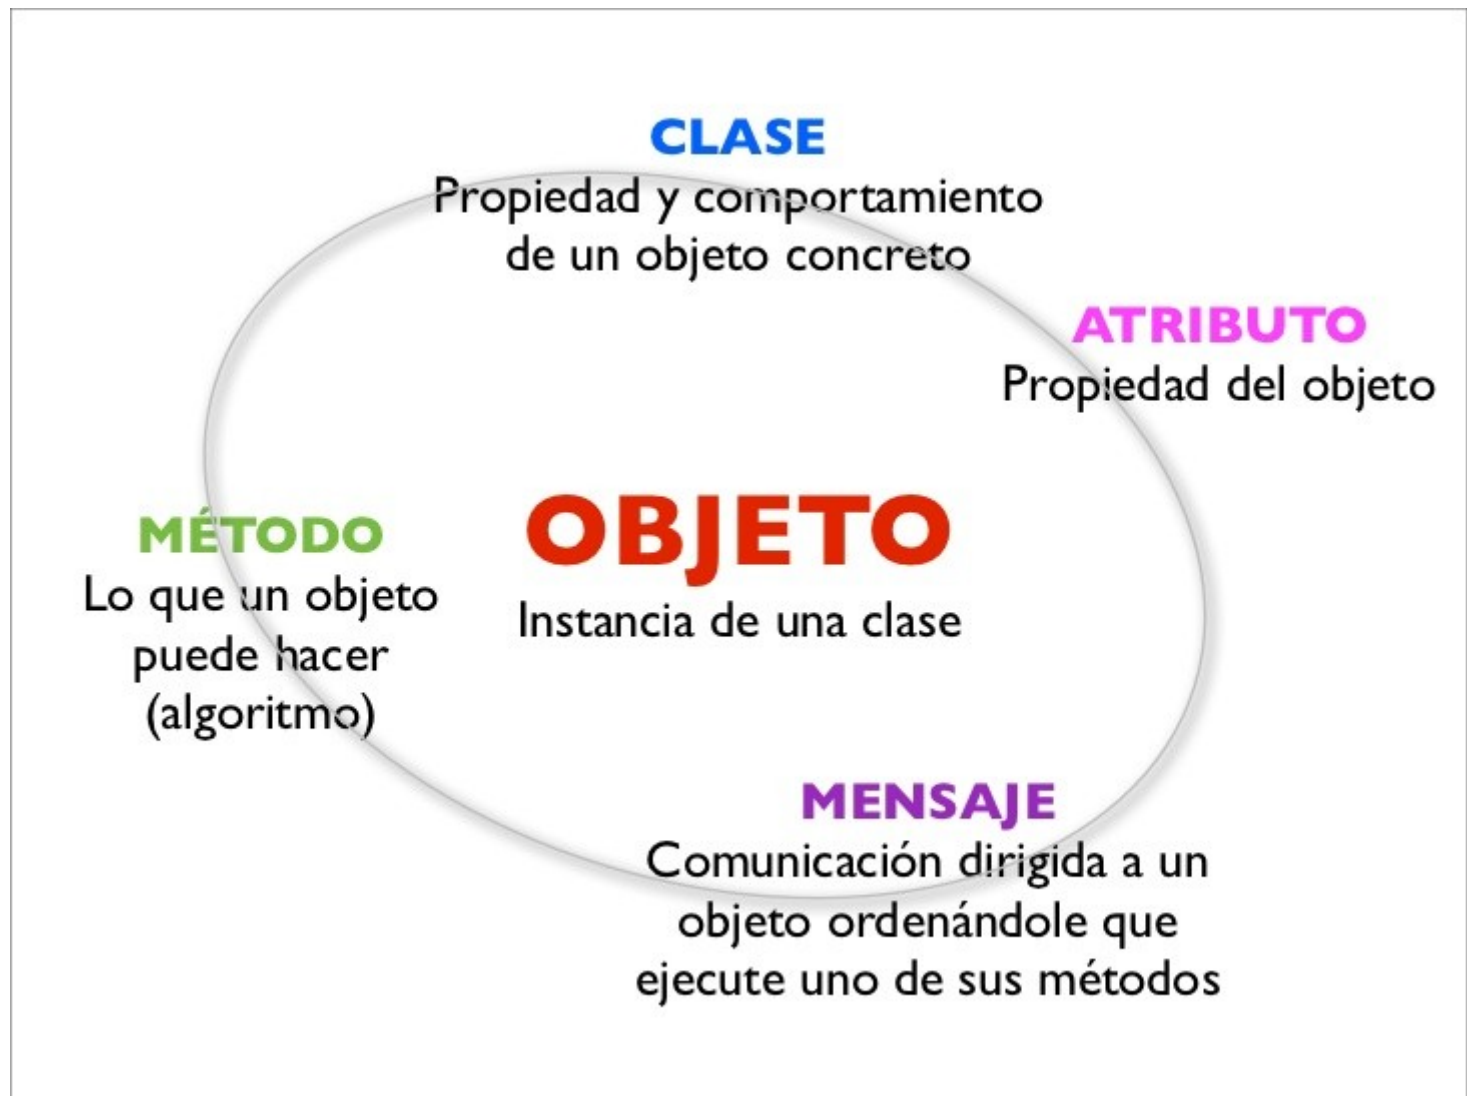 CLASE
Propiedad y comportamiento
de un objeto concreto
ATRIBUTO
Propiedad del objeto
MÉTODO
Lo que un objeto
puede hacer
(algoritmo)
OBJETO
Instancia de una clase
MENSAJE
Comunicación dirigida a un
objeto ordenándole que
ejecute uno de sus métodos